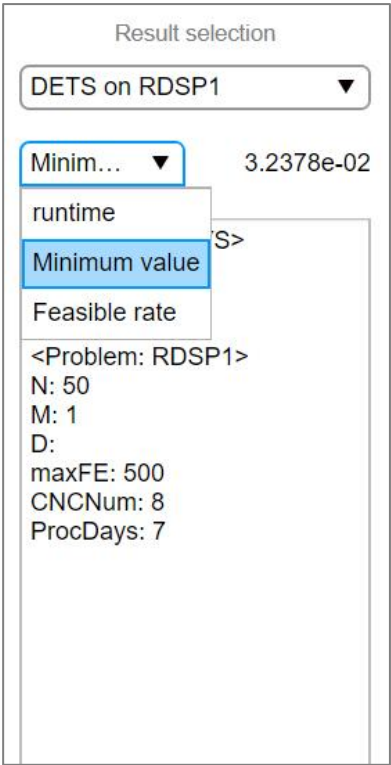 Result selection
DETS on RDSP1
Minim... 3.2378e-02
runtime
S>
Minimum value
Feasible rate
<Problem: RDSP1>
N: 50
M: 1
D:
maxFE: 500
CNCNum: 8
ProcDays: 7